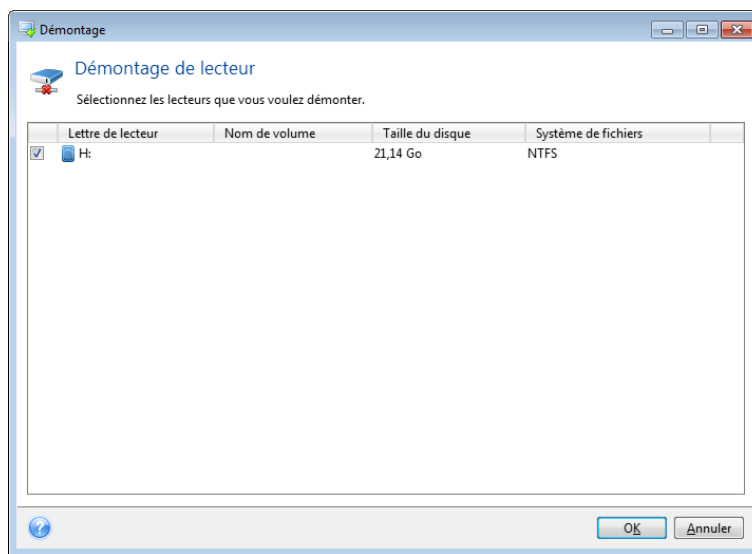 Démontage
Démontage de lecteur
Sélectionnez les lecteurs que vous voulez démonter.
Lettre de lecteur Nom de volume Taille du disque Système de fichiers
H: 21,14 Go NTFS
OK Annuler